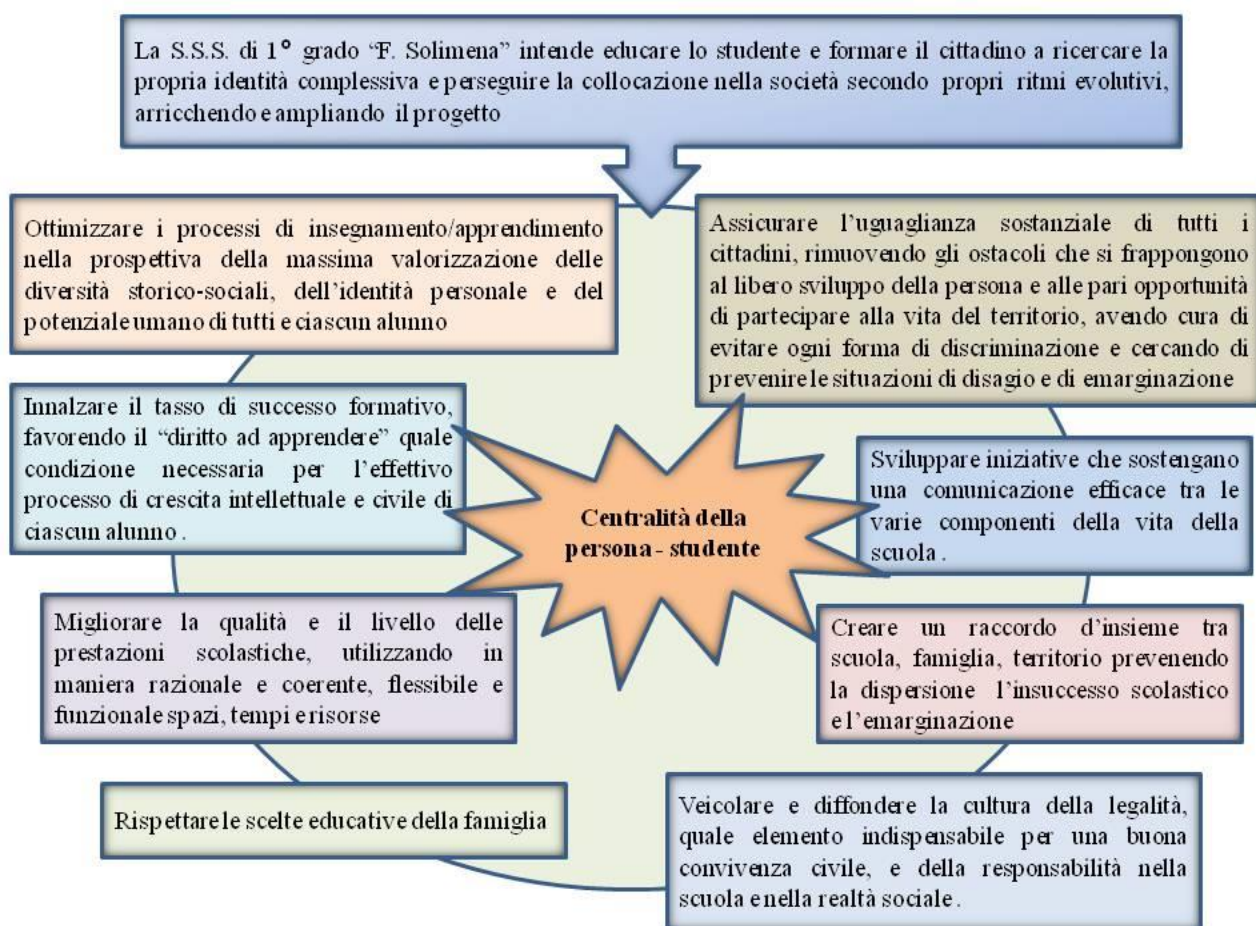 La S.S.S. di 1° grado “F. Solimena” intende educare lo studente e formare il cittadino a ricercare la
propria identità complessiva e perseguire la collocazione nella società secondo propri ritmi evolutivi,
arricchendo e ampliando il progetto
Ottimizzare i processi di insegnamento/apprendimento
nella prospettiva della massima valorizzazione delle
diversità storico-sociali, dell’identità personale e del
potenziale umano di tutti e ciascun alunno
Assicurare l’uguaglianza sostanziale di tutti i
cittadini, rimuovendo gli ostacoli che si frappongono
al libero sviluppo della persona e alle pari opportunità
di partecipare alla vita del territorio, avendo cura di
evitare ogni forma di discriminazione e cercando di
prevenire le situazioni di disagio e di emarginazione
Innalzare il tasso di successo formativo,
favorendo il “diritto ad apprendere” quale
condizione necessaria per l’effettivo
processo di crescita intellettuale e civile di
ciascun alunno .
Centralità della
persona - studente
Sviluppare iniziative che sostengano
una comunicazione efficace tra le
varie componenti della vita della
scuola .
Migliorare la qualità e il livello delle
prestazioni scolastiche, utilizzando in
maniera razionale e coerente, flessibile e
funzionale spazi, tempi e risorse
Creare un raccordo d’insieme tra
scuola, famiglia, territorio prevenendo
la dispersione l’insuccesso scolastico
e l’emarginazione
Rispettare le scelte educative della famiglia
Veicolare e diffondere la cultura della legalità,
quale elemento indispensabile per una buona
convivenza civile, e della responsabilità nella
scuola e nella realtà sociale .